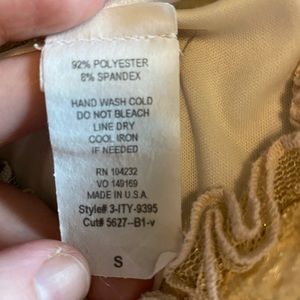 92% POLYESTER
8% SPANDEX
HAND WASH COLD
DO NOT BLEACH
LINE DRY
COOL IRON
IF NEEDED
RN 104232
VO 149169
MADE IN U.S.A.
Style# 3-ITY-9395
Cut# 5627--B1-v
S